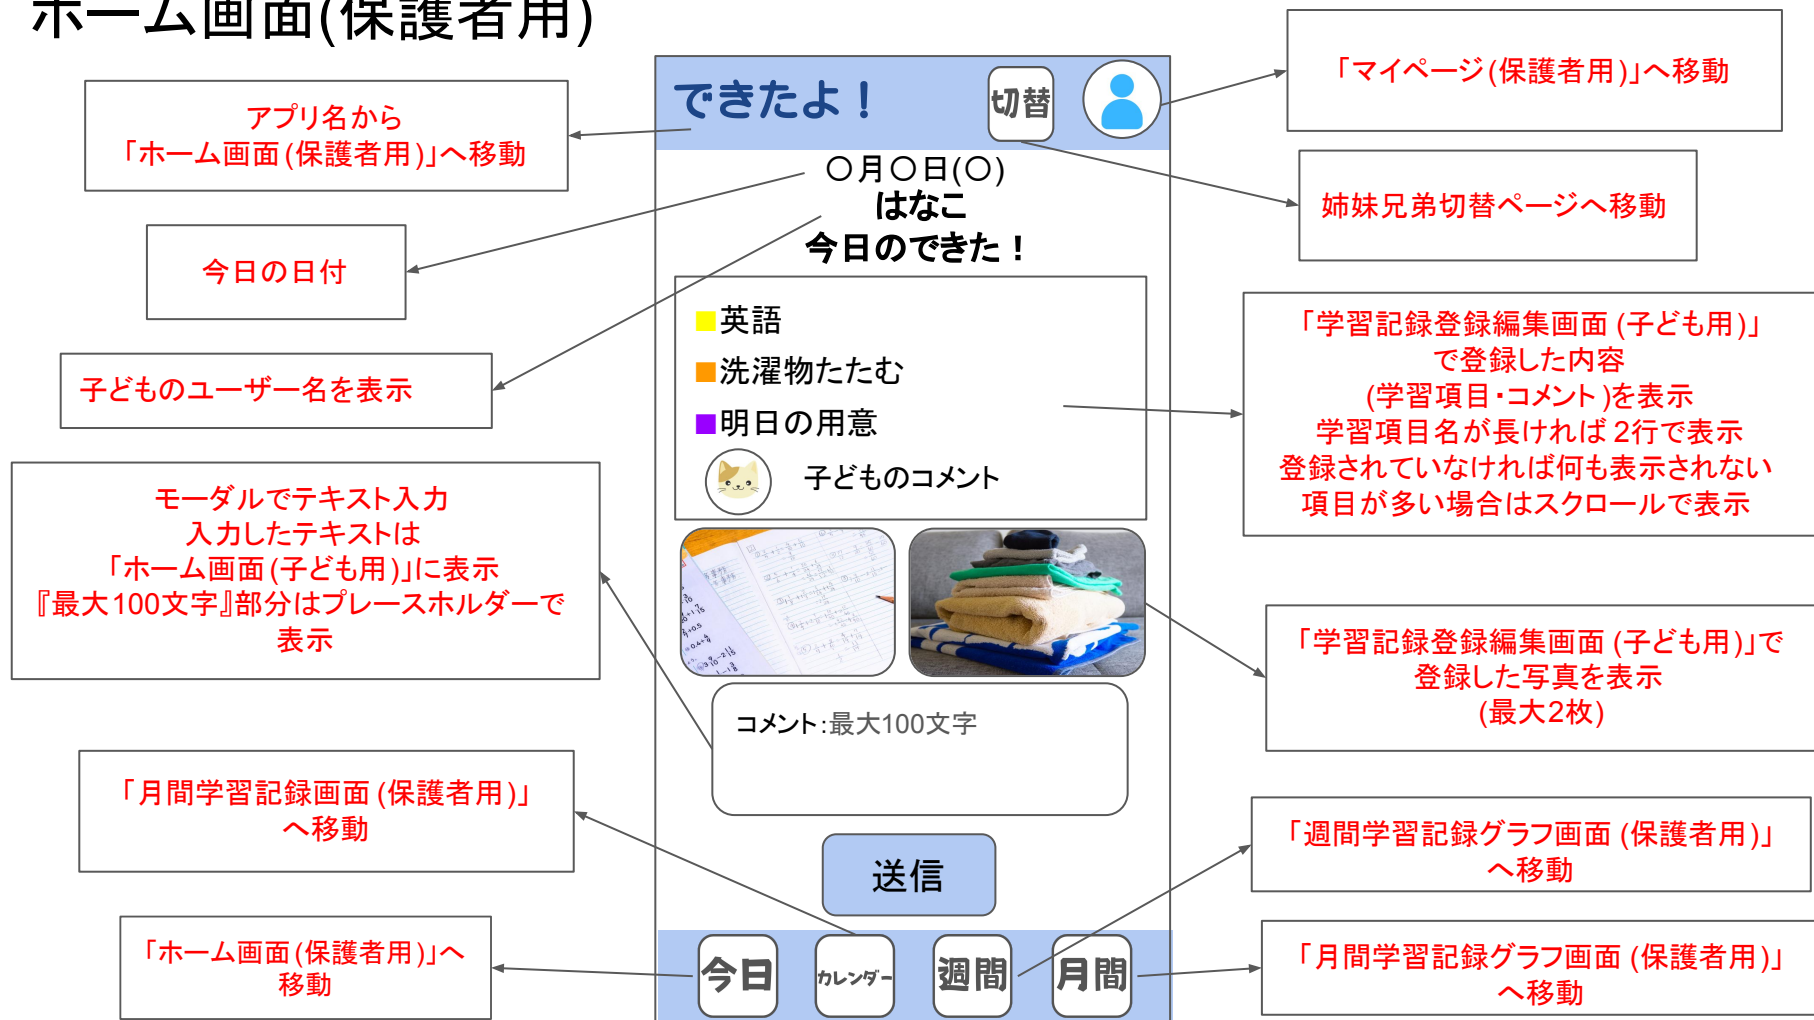 ホーム画面(保護者用)
アプリ名から
「ホーム画面(保護者用)」へ移動
今日の日付
子どものユーザー名を表示
モーダルでテキスト入力
入力したテキストは
「ホーム画面(子ども用)」に表示
『最大100文字』部分はプレースホルダーで
表示
「月間学習記録画面(保護者用)」
へ移動
「ホーム画面(保護者用)」へ
移動
できたよ！
切替
〇月〇日(〇)
はなこ
今日のできた！
■英語
■洗濯物たたむ
■明日の用意
子どものコメント
コメント:最大100文字
送信
今日
カレンダー
週間
月間
「マイページ(保護者用)」へ移動
姉妹兄弟切替ページへ移動
「学習記録登録編集画面(子ども用)」
で登録した内容
(学習項目・コメント)を表示
学習項目名が長ければ2行で表示
登録されていなければ何も表示されない
項目が多い場合はスクロールで表示
「学習記録登録編集画面(子ども用)」で
登録した写真を表示
(最大2枚)
「週間学習記録グラフ画面(保護者用)」
へ移動
「月間学習記録グラフ画面(保護者用)」
へ移動